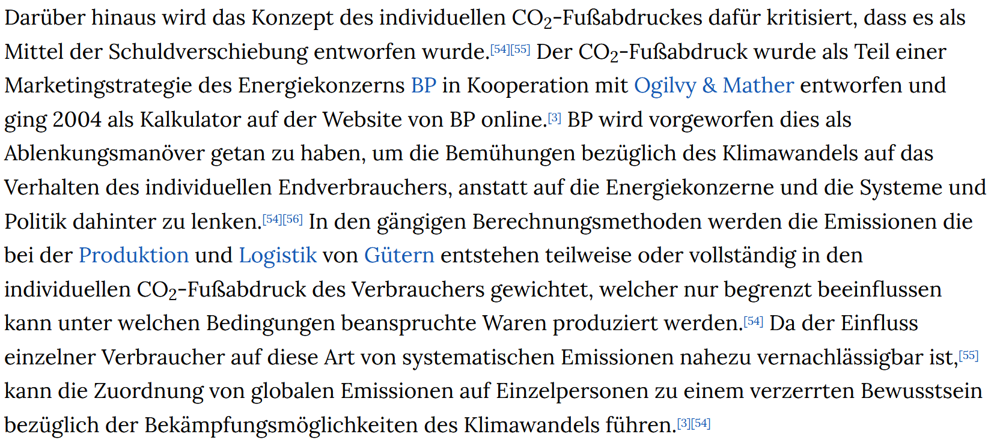 Darüber hinaus wird das Konzept des individuellen CO₂-Fußabdruckes dafür kritisiert, dass es als
Mittel der Schuldverschiebung entworfen wurde.[54][55] Der CO₂-Fußabdruck wurde als Teil einer
Marketingstrategie des Energiekonzerns BP in Kooperation mit Ogilvy & Mather entworfen und
ging 2004 als Kalkulator auf der Website von BP online.[3] BP wird vorgeworfen dies als
Ablenkungsmanöver getan zu haben, um die Bemühungen bezüglich des Klimawandels auf das
Verhalten des individuellen Endverbrauchers, anstatt auf die Energiekonzerne und die Systeme und
Politik dahinter zu lenken.[54][56] In den gängigen Berechnungsmethoden werden die Emissionen die
bei der Produktion und Logistik von Gütern entstehen teilweise oder vollständig in den
individuellen CO₂-Fußabdruck des Verbrauchers gewichtet, welcher nur begrenzt beeinflussen
kann unter welchen Bedingungen beanspruchte Waren produziert werden.[54] Da der Einfluss
einzelner Verbraucher auf diese Art von systematischen Emissionen nahezu vernachlässigbar ist,[55]
kann die Zuordnung von globalen Emissionen auf Einzelpersonen zu einem verzerrten Bewusstsein
bezüglich der Bekämpfungsmöglichkeiten des Klimawandels führen.[3][54]